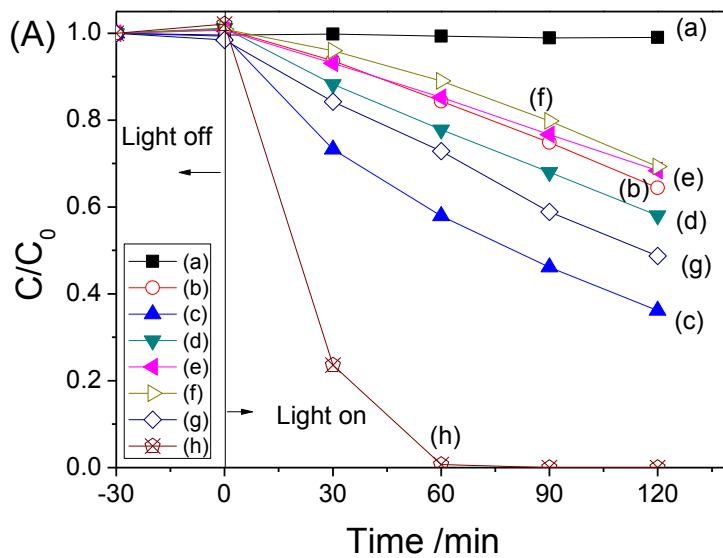 (A)
1.0
0.8
0.6
0.4
0.2
0.0
C/C0
-30
0
30
60
90
120
Time /min
Light off
Light on
(a)
(b)
(c)
(d)
(e)
(f)
(g)
(h)
(a)
(f)
(e)
(b)
(d)
(g)
(c)
(h)